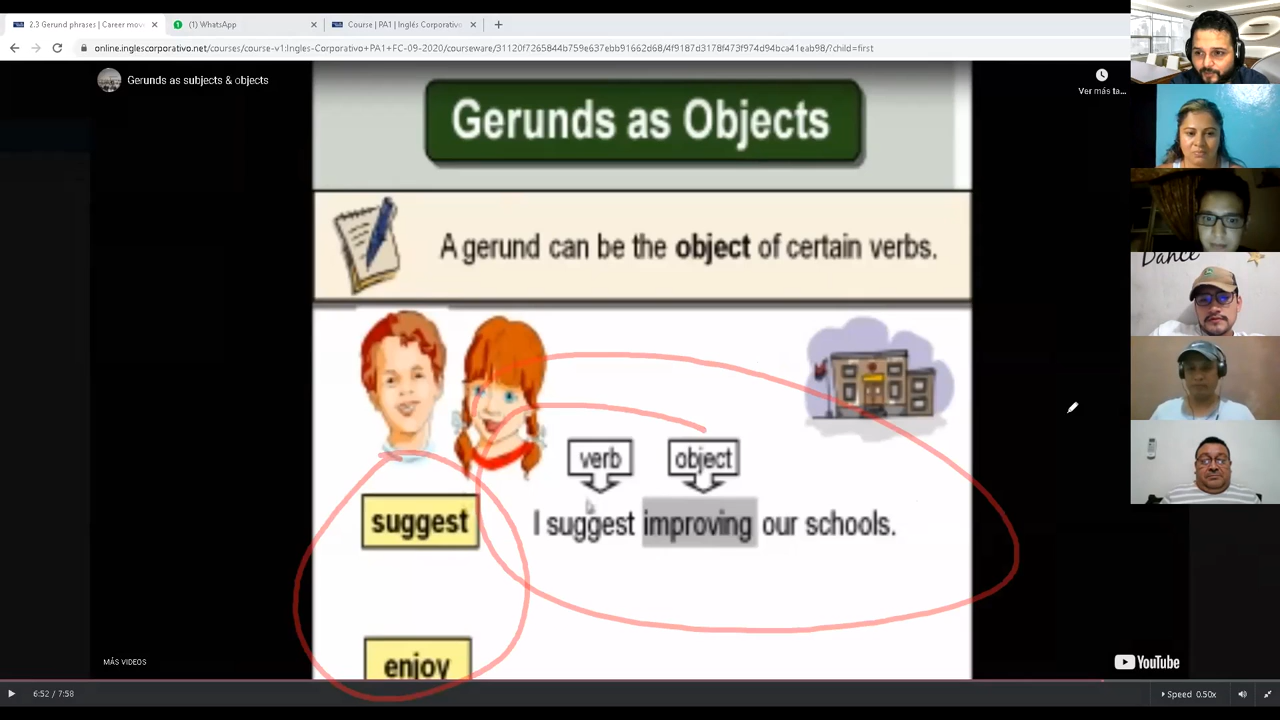 2.3 Gerund phrases | Career mov
(1) WhatsApp
Course | PA1 | Inglés Corporativo
online.inglescorporativo.net/courses/course-v1:Ingles-Corporativo+PA1+FC-09-2020/courseware/31120f7265844b759e637ebb91662d68/4f9187d3178f473f974d94bca41eab98/?child=first
Gerunds as subjects & objects
Ver más ta...
Gerunds as Objects
A gerund can be the object of certain verbs.
Dance
verb
object
suggest
I suggest improving our schools.
enjoy
MÁS VIDEOS
YouTube
6:52 / 7:58
Speed 0.50x